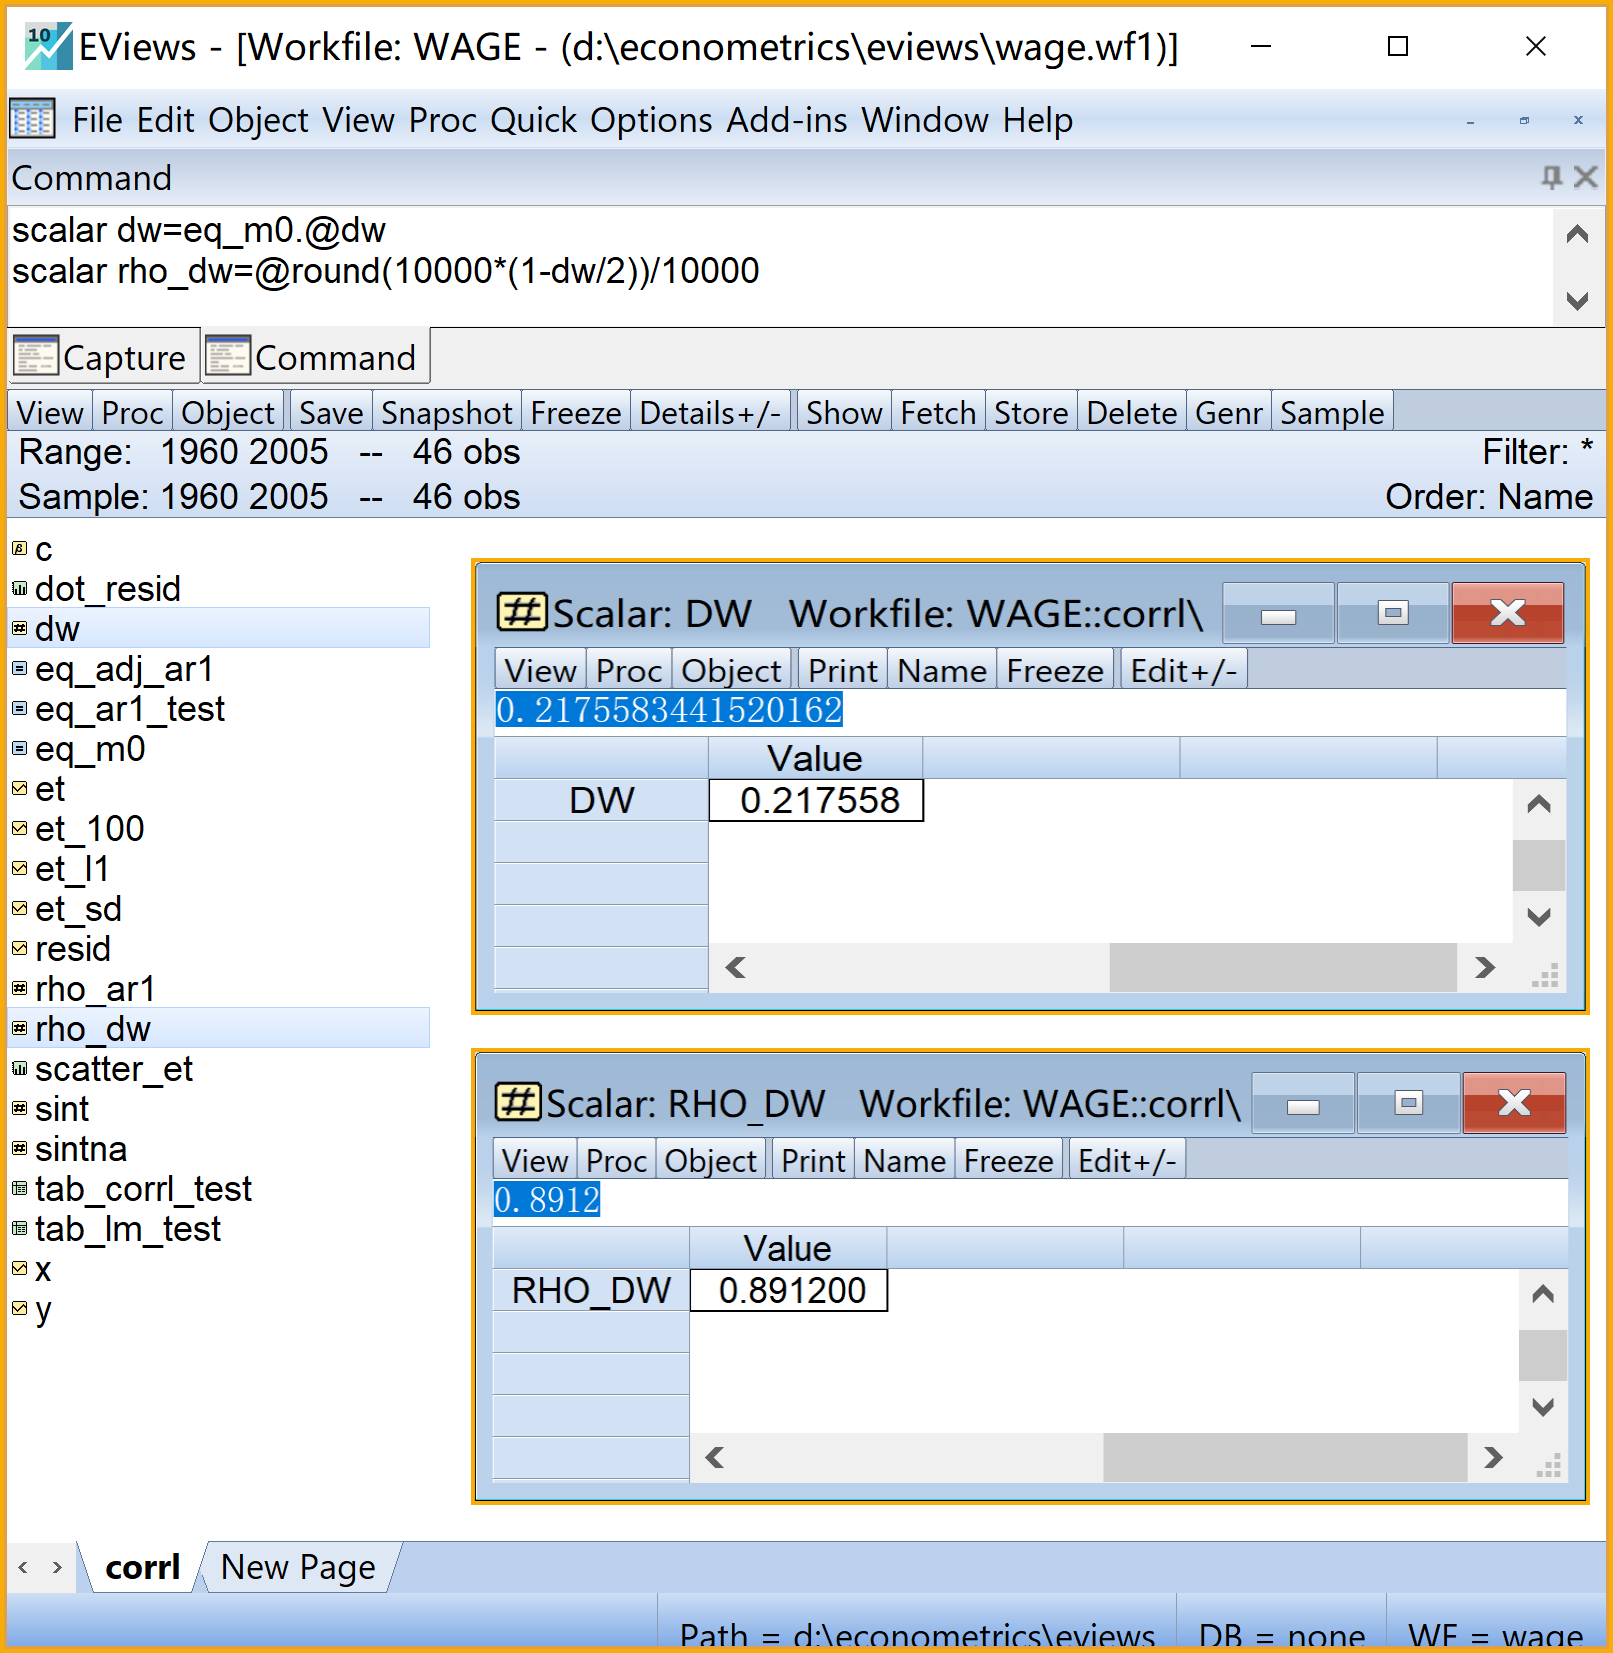 10 EViews - [Workfile: WAGE - (d:\econometrics\eviews\wage.wf1)]
File Edit Object View Proc Quick Options Add-ins Window Help
Command
scalar dw=eq_m0.@dw
scalar rho_dw=@round(10000*(1-dw/2))/10000
Capture Command
View Proc Object Save Snapshot Freeze Details+/- Show Fetch Store Delete Genr Sample
Range: 1960 2005 -- 46 obs Filter: *
Sample: 1960 2005 -- 46 obs Order: Name
c
dot_resid
dw
eq_adj_ar1
eq_ar1_test
eq_m0
et
et_100
et_l1
et_sd
resid
rho_ar1
rho_dw
scatter_et
sint
sintna
tab_corrl_test
tab_lm_test
x
y
Scalar: DW Workfile: WAGE::corrl\
View Proc Object Print Name Freeze Edit+/-
0.2175583441520162
Value
DW 0.217558
Scalar: RHO_DW Workfile: WAGE::corrl\
View Proc Object Print Name Freeze Edit+/-
0.8912
Value
RHO_DW 0.891200
corrl New Page
Path = d:\econometrics\eviews DB = none WF = wage